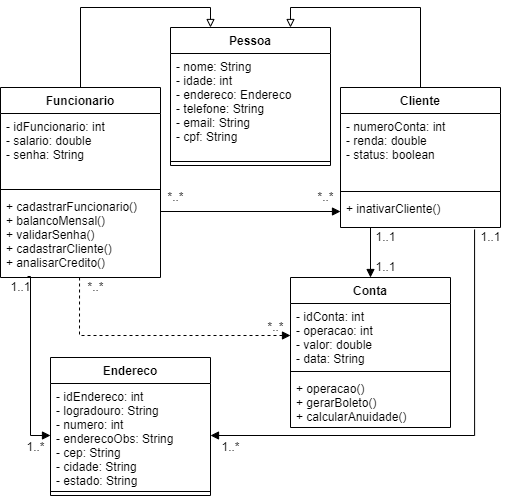 Pessoa
- nome: String
- idade: int
- endereco: Endereco
- telefone: String
- email: String
- cpf: String
Funcionario
- idFuncionario: int
- salario: double
- senha: String
+ cadastrarFuncionario()
+ balancoMensal()
+ validarSenha()
+ cadastrarCliente()
+ analisarCredito()
Cliente
- numeroConta: int
- renda: double
- status: boolean
+ inativarCliente()
*..*
*..*
1..1
1..1
1..1
1..1
*..*
*..*
Conta
- idConta: int
- operacao: int
- valor: double
- data: String
+ operacao()
+ gerarBoleto()
+ calcularAnuidade()
Endereco
- idEndereco: int
- logradouro: String
- numero: int
- enderecoObs: String
- cep: String
- cidade: String
- estado: String
1..*
1..*